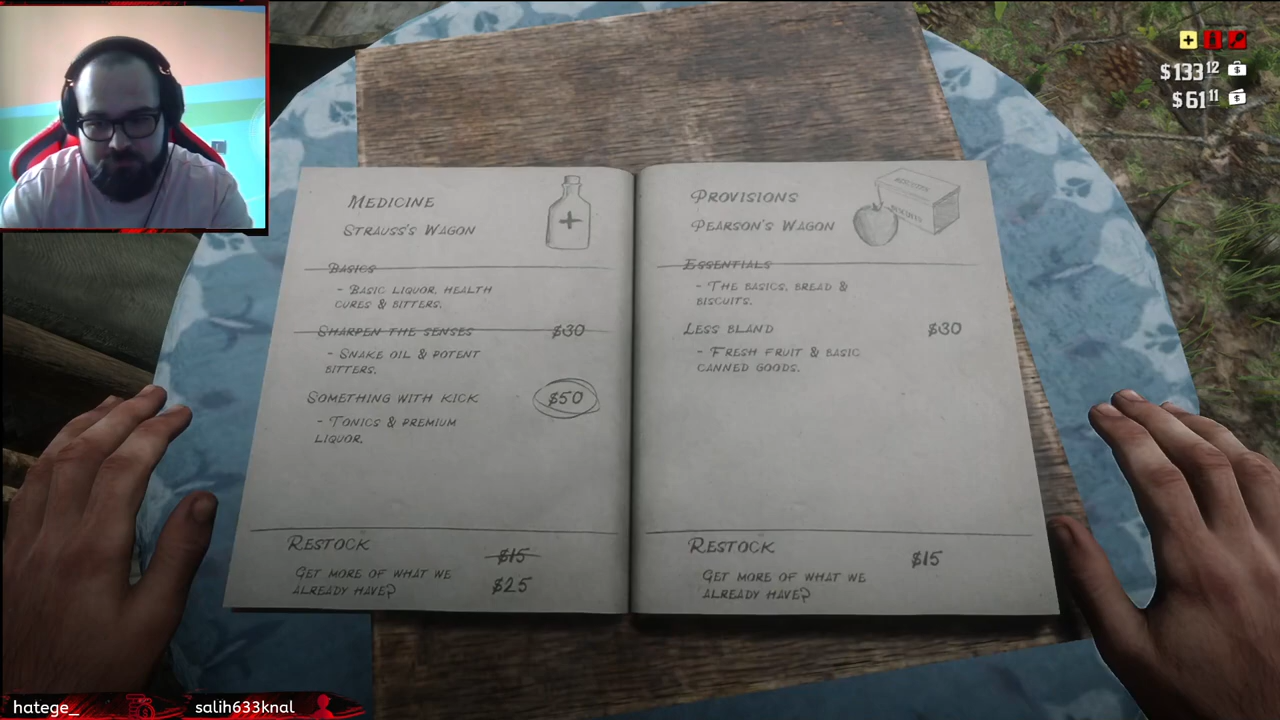 $133 12
$61 11
MEDICINE
STRAUSS'S WAGON
BASICS
- BASIC LIQUOR, HEALTH
CURES & BITTERS.
SHARPEN THE SENSES $30
- SNAKE OIL & POTENT
BITTERS.
SOMETHING WITH KICK $50
- TONICS & PREMIUM
LIQUOR.
RESTOCK $15
GET MORE OF WHAT WE $25
ALREADY HAVE?
PROVISIONS
PEARSON'S WAGON
BISCUITS
BISCUITS
ESSENTIALS
- THE BASICS, BREAD &
BISCUITS.
LESS BLAND $30
- FRESH FRUIT & BASIC
CANNED GOODS.
RESTOCK $15
GET MORE OF WHAT WE
ALREADY HAVE?
hatege_ salih633knal